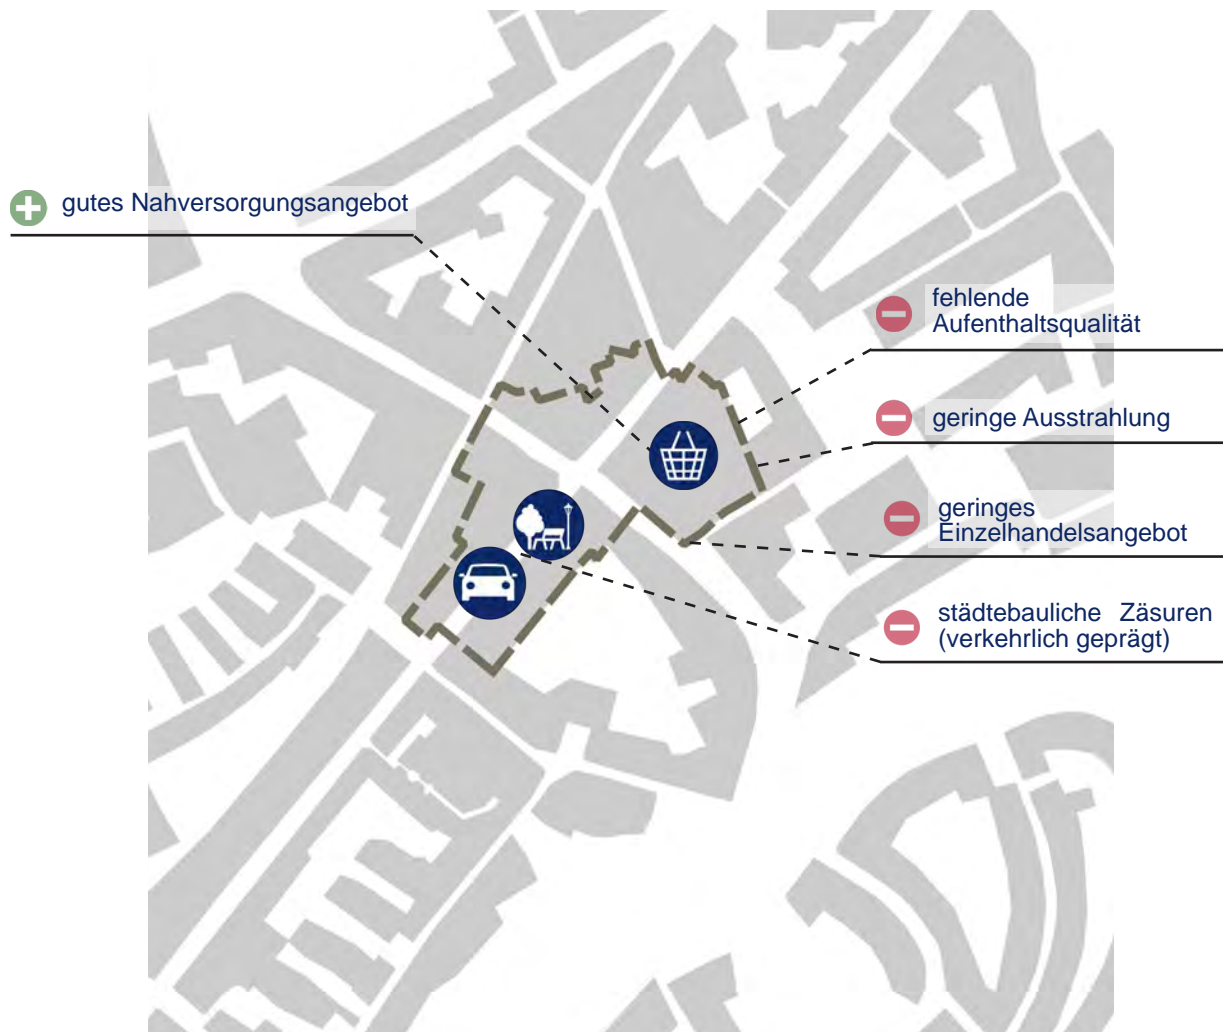 gutes Nahversorgungsangebot
fehlende
Aufenthaltsqualität
geringe Ausstrahlung
geringes
Einzelhandelsangebot
städtebauliche Zäsuren
(verkehrlich geprägt)